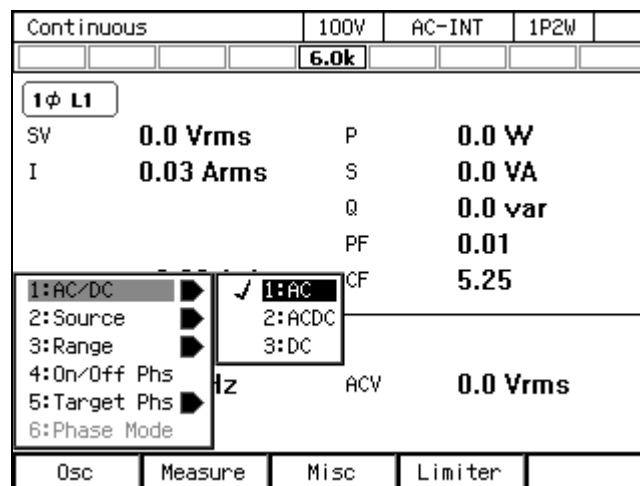 Continuous 100V AC-INT 1P2W
6.0k
1φ L1
SV 0.0 Vrms P 0.0 W
I 0.03 Arms S 0.0 VA
Q 0.0 var
PF 0.01
CF 5.25
1:AC/DC ✓ 1:AC
2:Source 2:ACDC
3:Range 3:DC
4:On/Off Phs
5:Target Phs Hz ACV 0.0 Vrms
6:Phase Mode
Osc Measure Misc Limiter